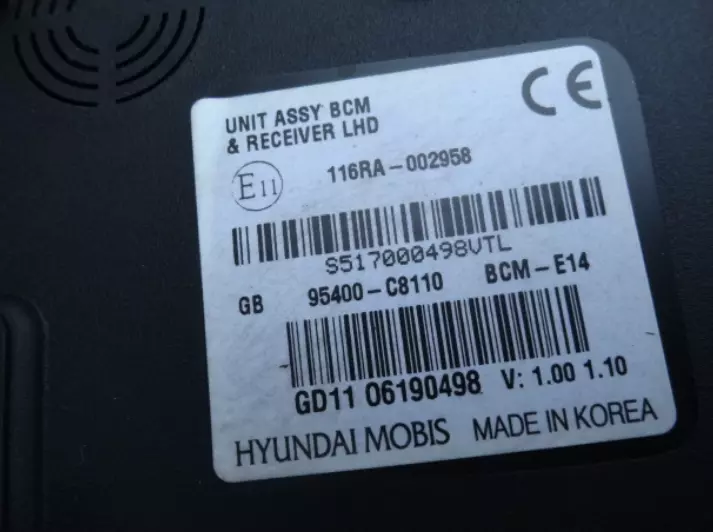 UNIT ASSY BCM
& RECEIVER LHD
CE
E11 116RA-002958
S517000498VTL
GB 95400-C8110 BCM-E14
GD11 06190498 V: 1.00 1.10
HYUNDAI MOBIS MADE IN KOREA